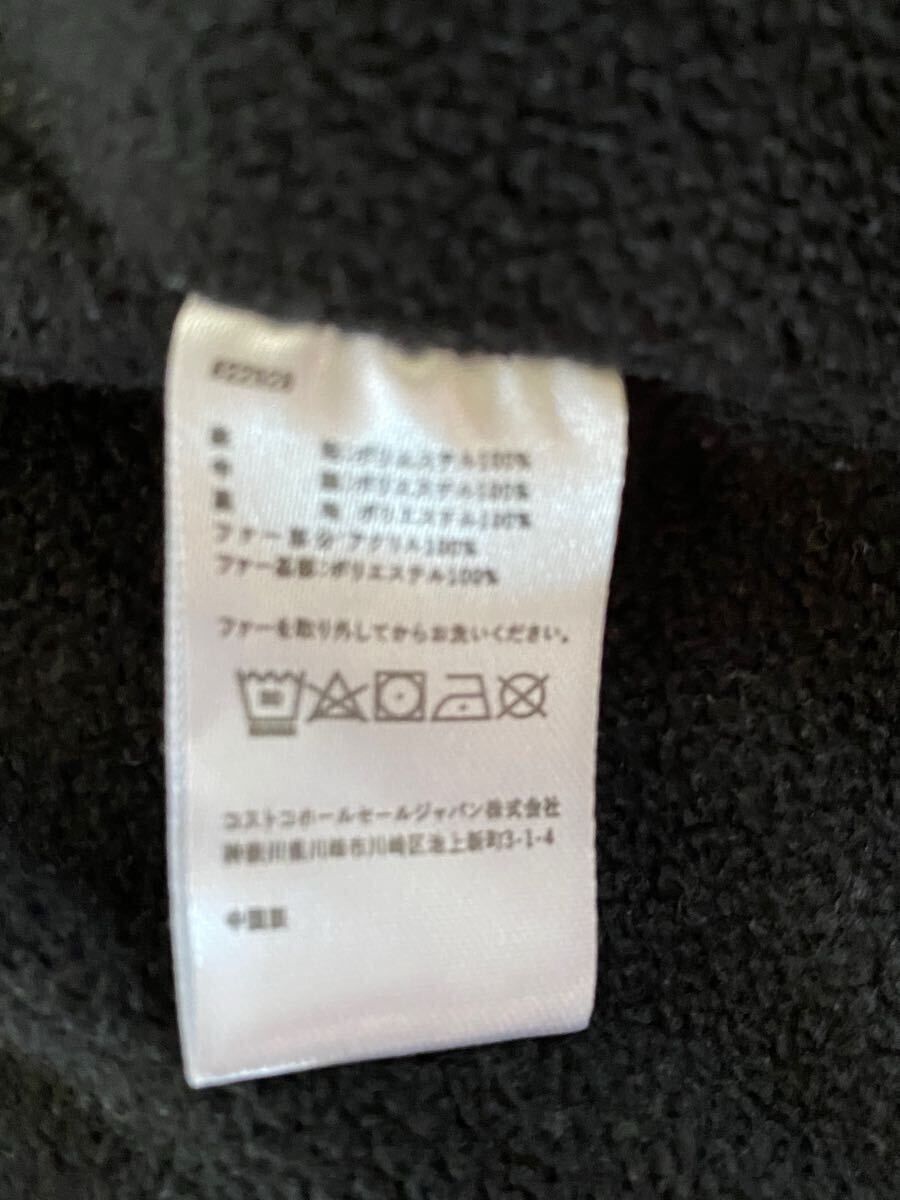 表 地:ポリエステル100%
中 綿:ポリエステル100%
裏 地:ポリエステル100%
ファー部分:アクリル100%
ファー基部:ポリエステル100%
ファーを取り外してからお洗いください。
コストコホールセールジャパン株式会社
神奈川県川崎市川崎区池上新町3-1-4
中国製